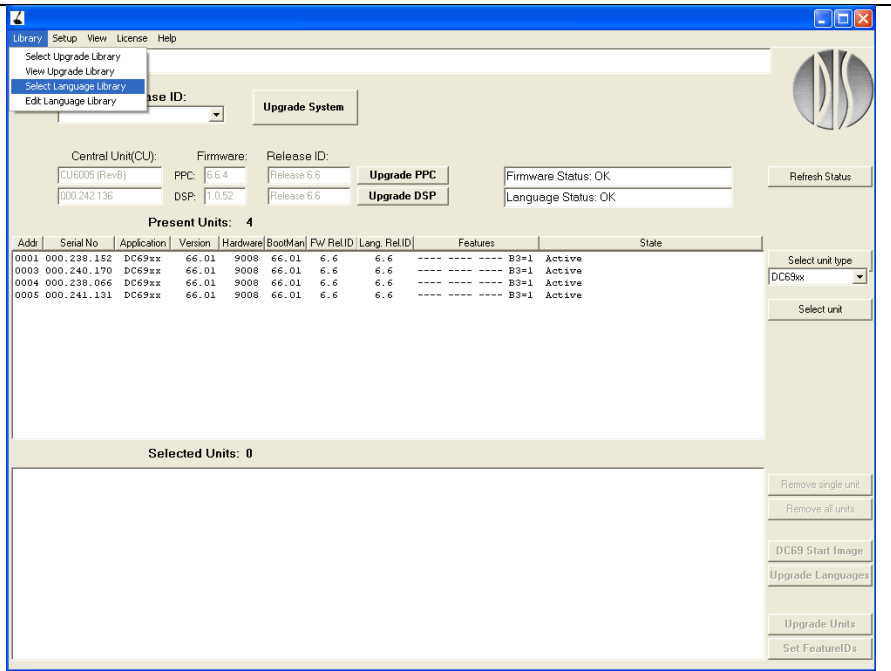 Library Setup View License Help
Select Upgrade Library
View Upgrade Library
Select Language Library
Edit Language Library
ase ID:
Upgrade System
DIS
Central Unit(CU): Firmware: Release ID:
CU6005 (RevB) PPC: 6.6.4 Release 6.6 Upgrade PPC Firmware Status: OK Refresh Status
000.242.136 DSP: 1.0.52 Release 6.6 Upgrade DSP Language Status: OK
Present Units: 4
Addr Serial No Application Version Hardware BootMan FW Rel.ID Lang. Rel.ID Features State
0001 000.238.152 DC69xx 66.01 9008 66.01 6.6 6.6 ---- ---- ---- B3=1 Active
0003 000.240.170 DC69xx 66.01 9008 66.01 6.6 6.6 ---- ---- ---- B3=1 Active
0004 000.238.066 DC69xx 66.01 9008 66.01 6.6 6.6 ---- ---- ---- B3=1 Active
0005 000.241.131 DC69xx 66.01 9008 66.01 6.6 6.6 ---- ---- ---- B3=1 Active
Select unit type
DC69xx
Select unit
Selected Units: 0
Remove single unit
Remove all units
DC69 Start Image
Upgrade Languages
Upgrade Units
Set FeatureIDs